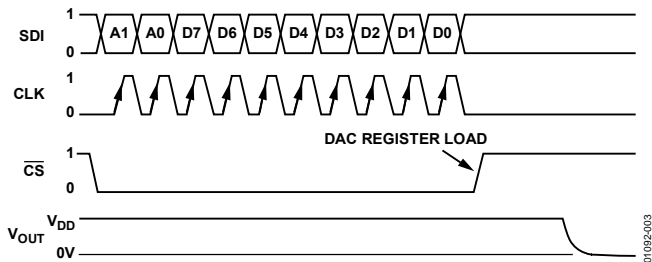 SDI 1 0 A1 A0 D7 D6 D5 D4 D3 D2 D1 D0
CLK 1 0
DAC REGISTER LOAD
CS 1 0
VOUT VDD 0V
01092-003